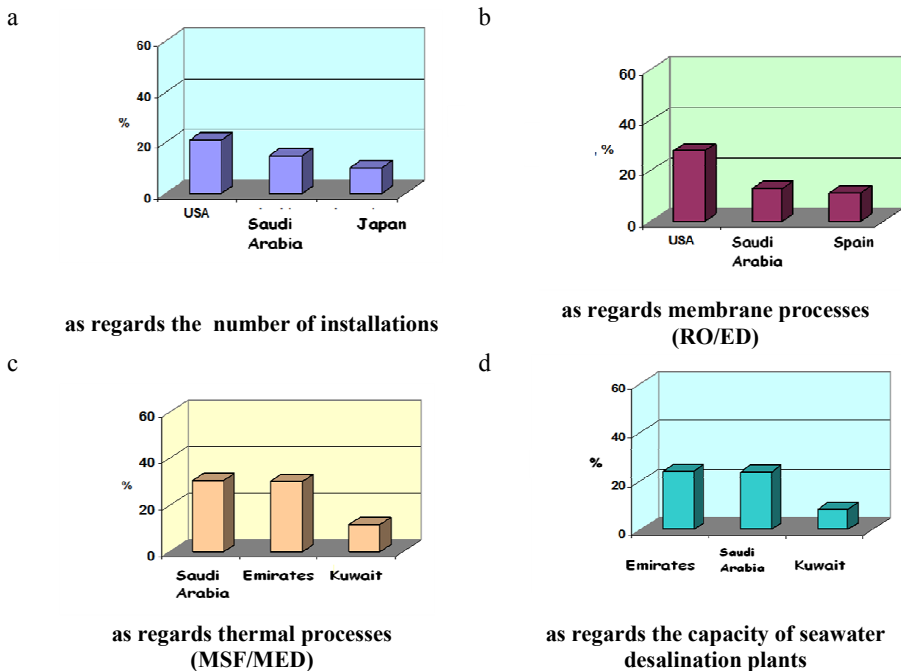 a
60
40
%
20
0
USA
Saudi
Arabia
Japan
as regards the number of installations
b
60
40
, %
20
0
USA
Saudi
Arabia
Spain
as regards membrane processes
(RO/ED)
c
60
40
%
20
0
Saudi
Arabia
Emirates
Kuwait
as regards thermal processes
(MSF/MED)
d
60
40
%
20
0
Emirates
Saudi
Arabia
Kuwait
as regards the capacity of seawater
desalination plants